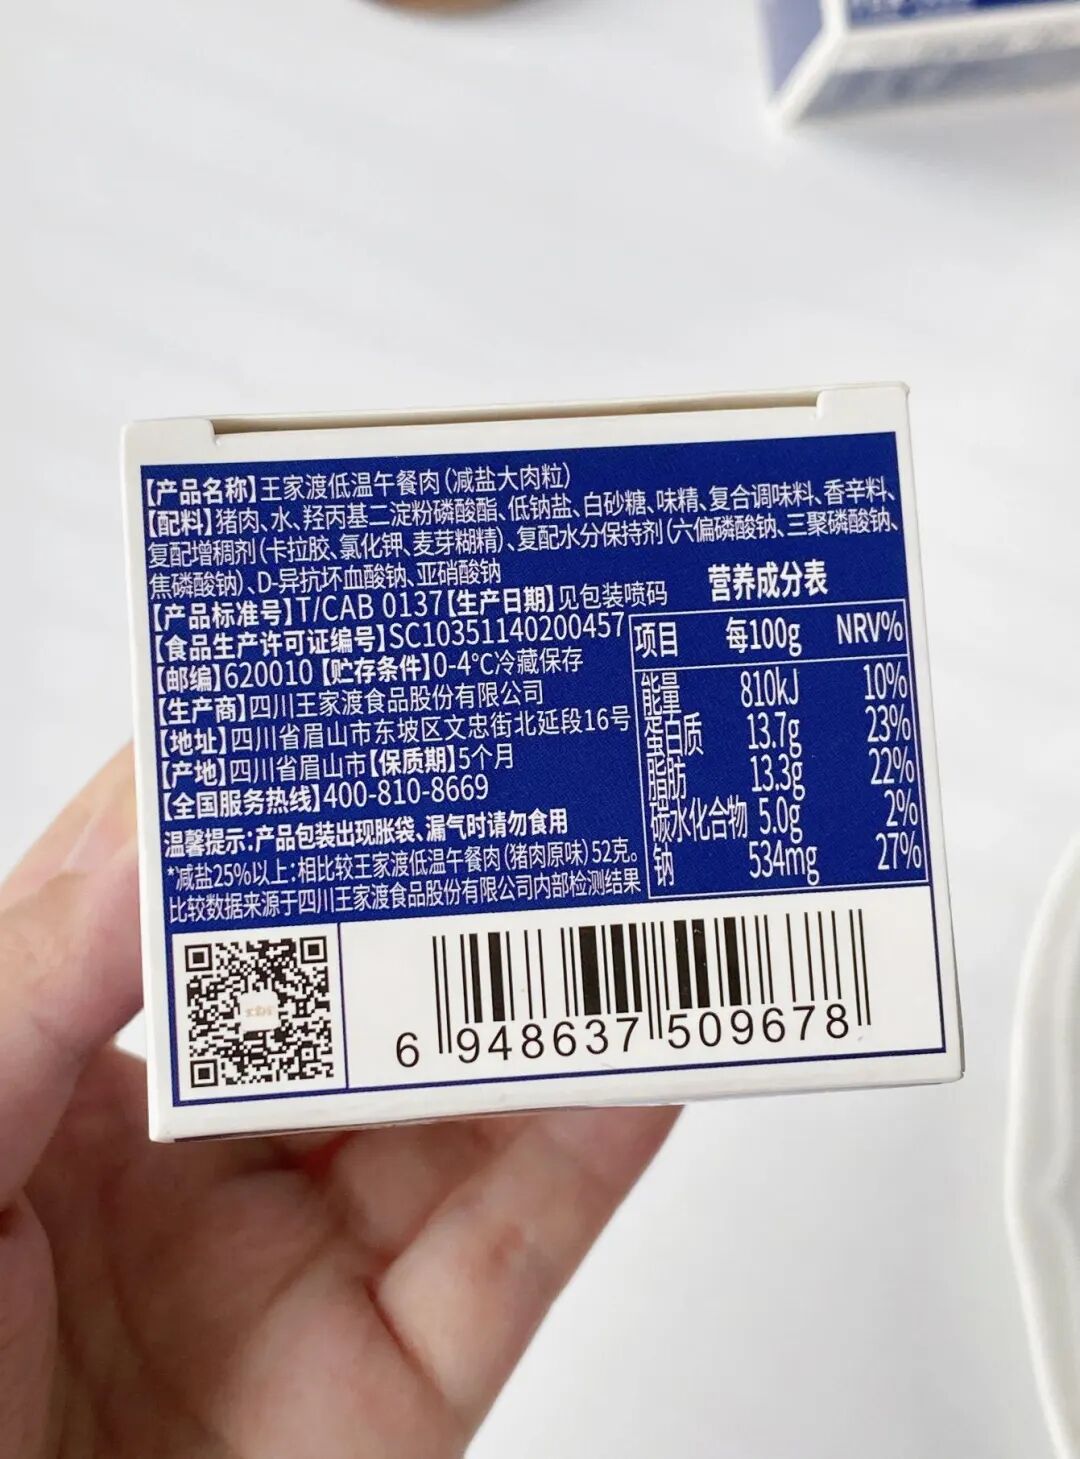 【产品名称】王家渡低温午餐肉(减盐大肉粒)
【配料】猪肉、水、羟丙基二淀粉磷酸酯、低钠盐、白砂糖、味精、复合调味料、香辛料、
复配增稠剂(卡拉胶、氯化钾、麦芽糊精)、复配水分保持剂(六偏磷酸钠、三聚磷酸钠、
焦磷酸钠)、D-异抗坏血酸钠、亚硝酸钠
【产品标准号】T/CAB 0137【生产日期】见包装喷码
【食品生产许可证编号】SC10351140200457
【邮编】620010【贮存条件】0-4℃冷藏保存
【生产商】四川王家渡食品股份有限公司
【地址】四川省眉山市东坡区文忠街北延段16号
【产地】四川省眉山市【保质期】5个月
【全国服务热线】400-810-8669
温馨提示:产品包装出现胀袋、漏气时请勿食用
*减盐25%以上:相比较王家渡低温午餐肉(猪肉原味)52克。
比较数据来源于四川王家渡食品股份有限公司内部检测结果
营养成分表
项目 每100g NRV%
能量 810kJ 10%
蛋白质 13.7g 23%
脂肪 13.3g 22%
碳水化合物 5.0g 2%
钠 534mg 27%
6 948637 509678